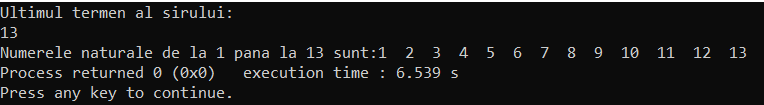 Ultimul termen al sirului:
13
Numerele naturale de la 1 pana la 13 sunt:1  2  3  4  5  6  7  8  9  10  11  12  13
Process returned 0 (0x0)   execution time : 6.539 s
Press any key to continue.